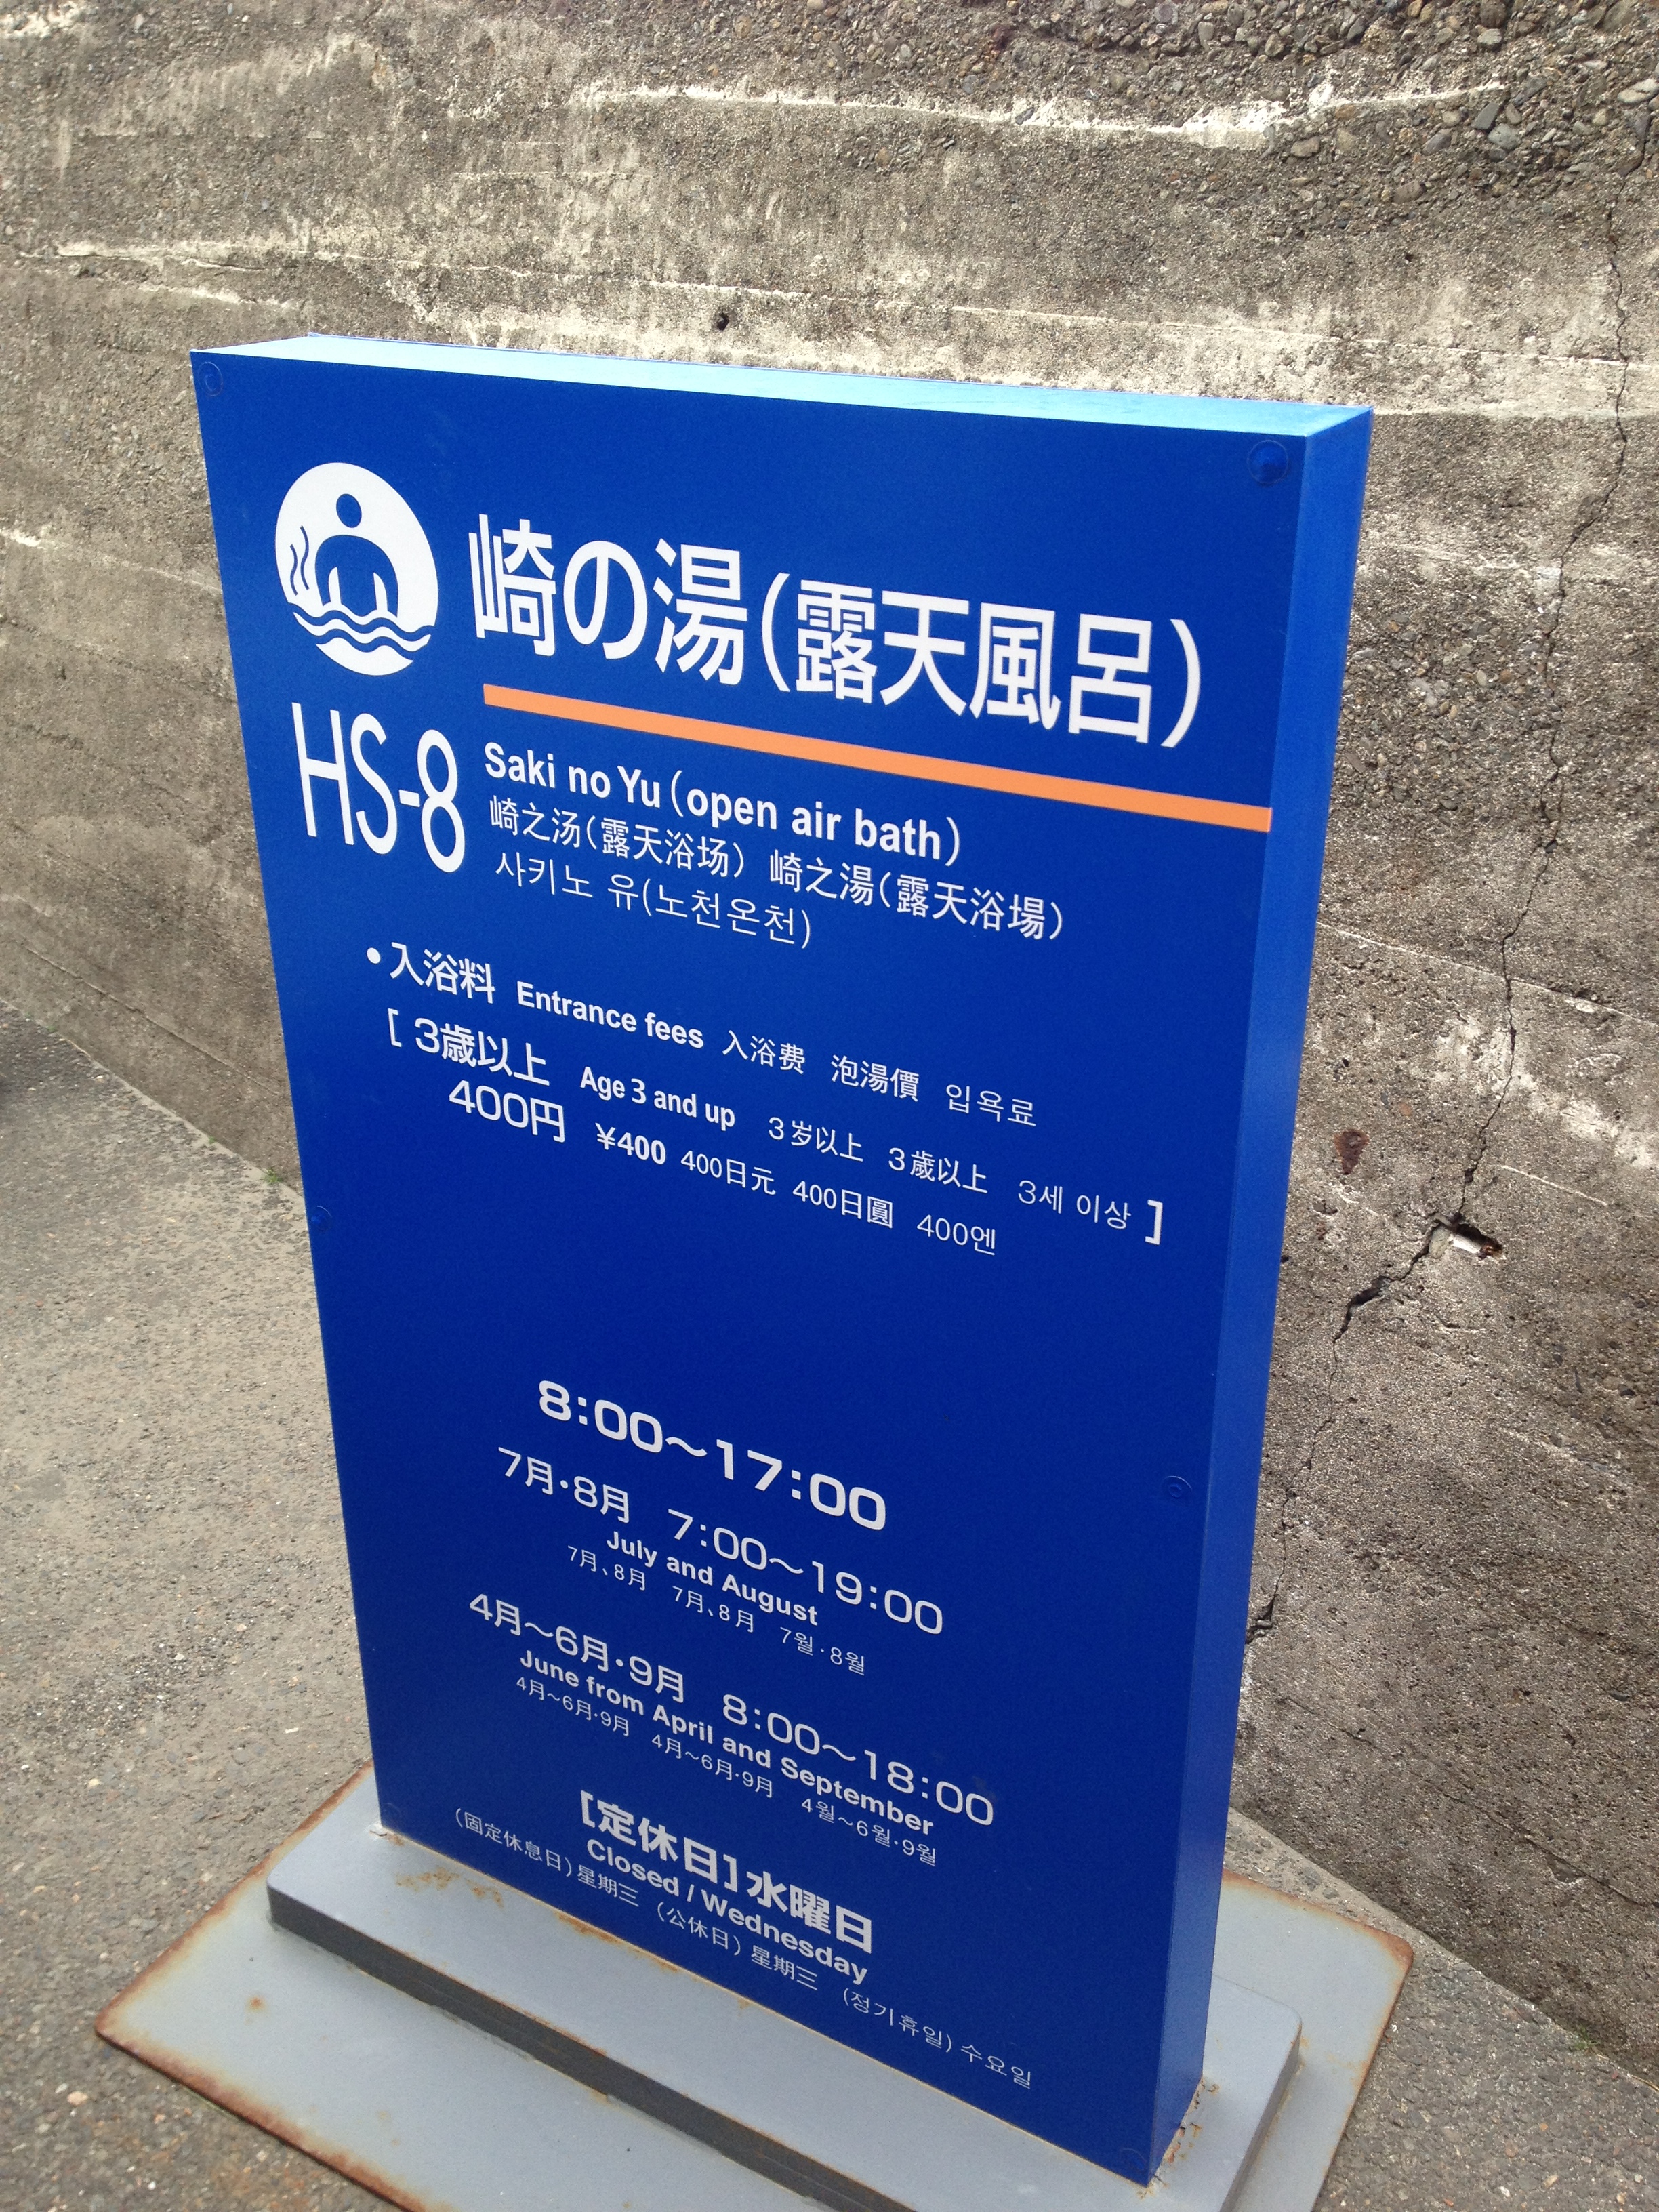 崎の湯(露天風呂)
HS-8
Saki no Yu(open air bath)
崎之汤(露天浴场) 崎之湯(露天浴場)
사키노 유(노천온천)
•入浴料 Entrance fees 入浴费 泡湯價 입욕료
[ 3歳以上 Age 3 and up 3岁以上 3歲以上 3세 이상 ]
400円 ¥400 400日元 400日圓 400엔
8:00~17:00
7月・8月 7:00~19:00
July and August
7月、8月 7月、8月 7월・8월
4月~6月・9月 8:00~18:00
June from April and September
4月~6月・9月 4月~6月・9月 4월~6월・9월
[定休日]水曜日
Closed / Wednesday
(固定休息日)星期三 (公休日)星期三 (정기휴일)수요일